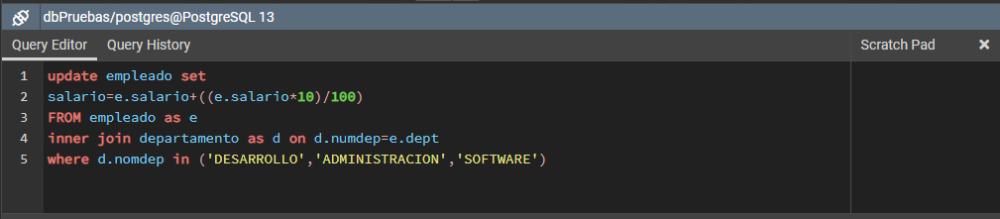 dbPruebas/postgres@PostgreSQL 13
Query Editor Query History Scratch Pad
1 update empleado set
2 salario=e.salario+((e.salario*10)/100)
3 FROM empleado as e
4 inner join departamento as d on d.numdep=e.dept
5 where d.nomdep in ('DESARROLLO','ADMINISTRACION','SOFTWARE')